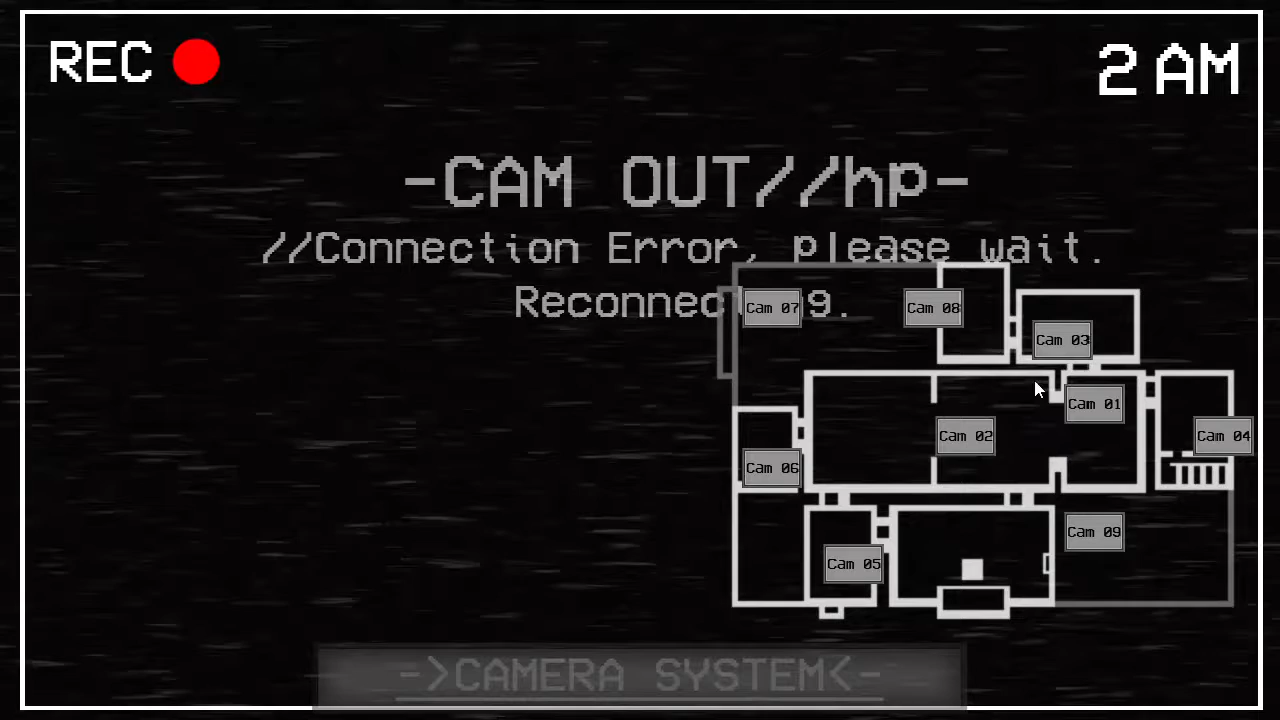 REC
2 AM
-CAM OUT//hp-
//Connection Error, please wait.
9.
Cam 07
Cam 08
Cam 03
Cam 01
Cam 02
Cam 04
Cam 06
Cam 09
Cam 05
->CAMERA SYSTEM<-